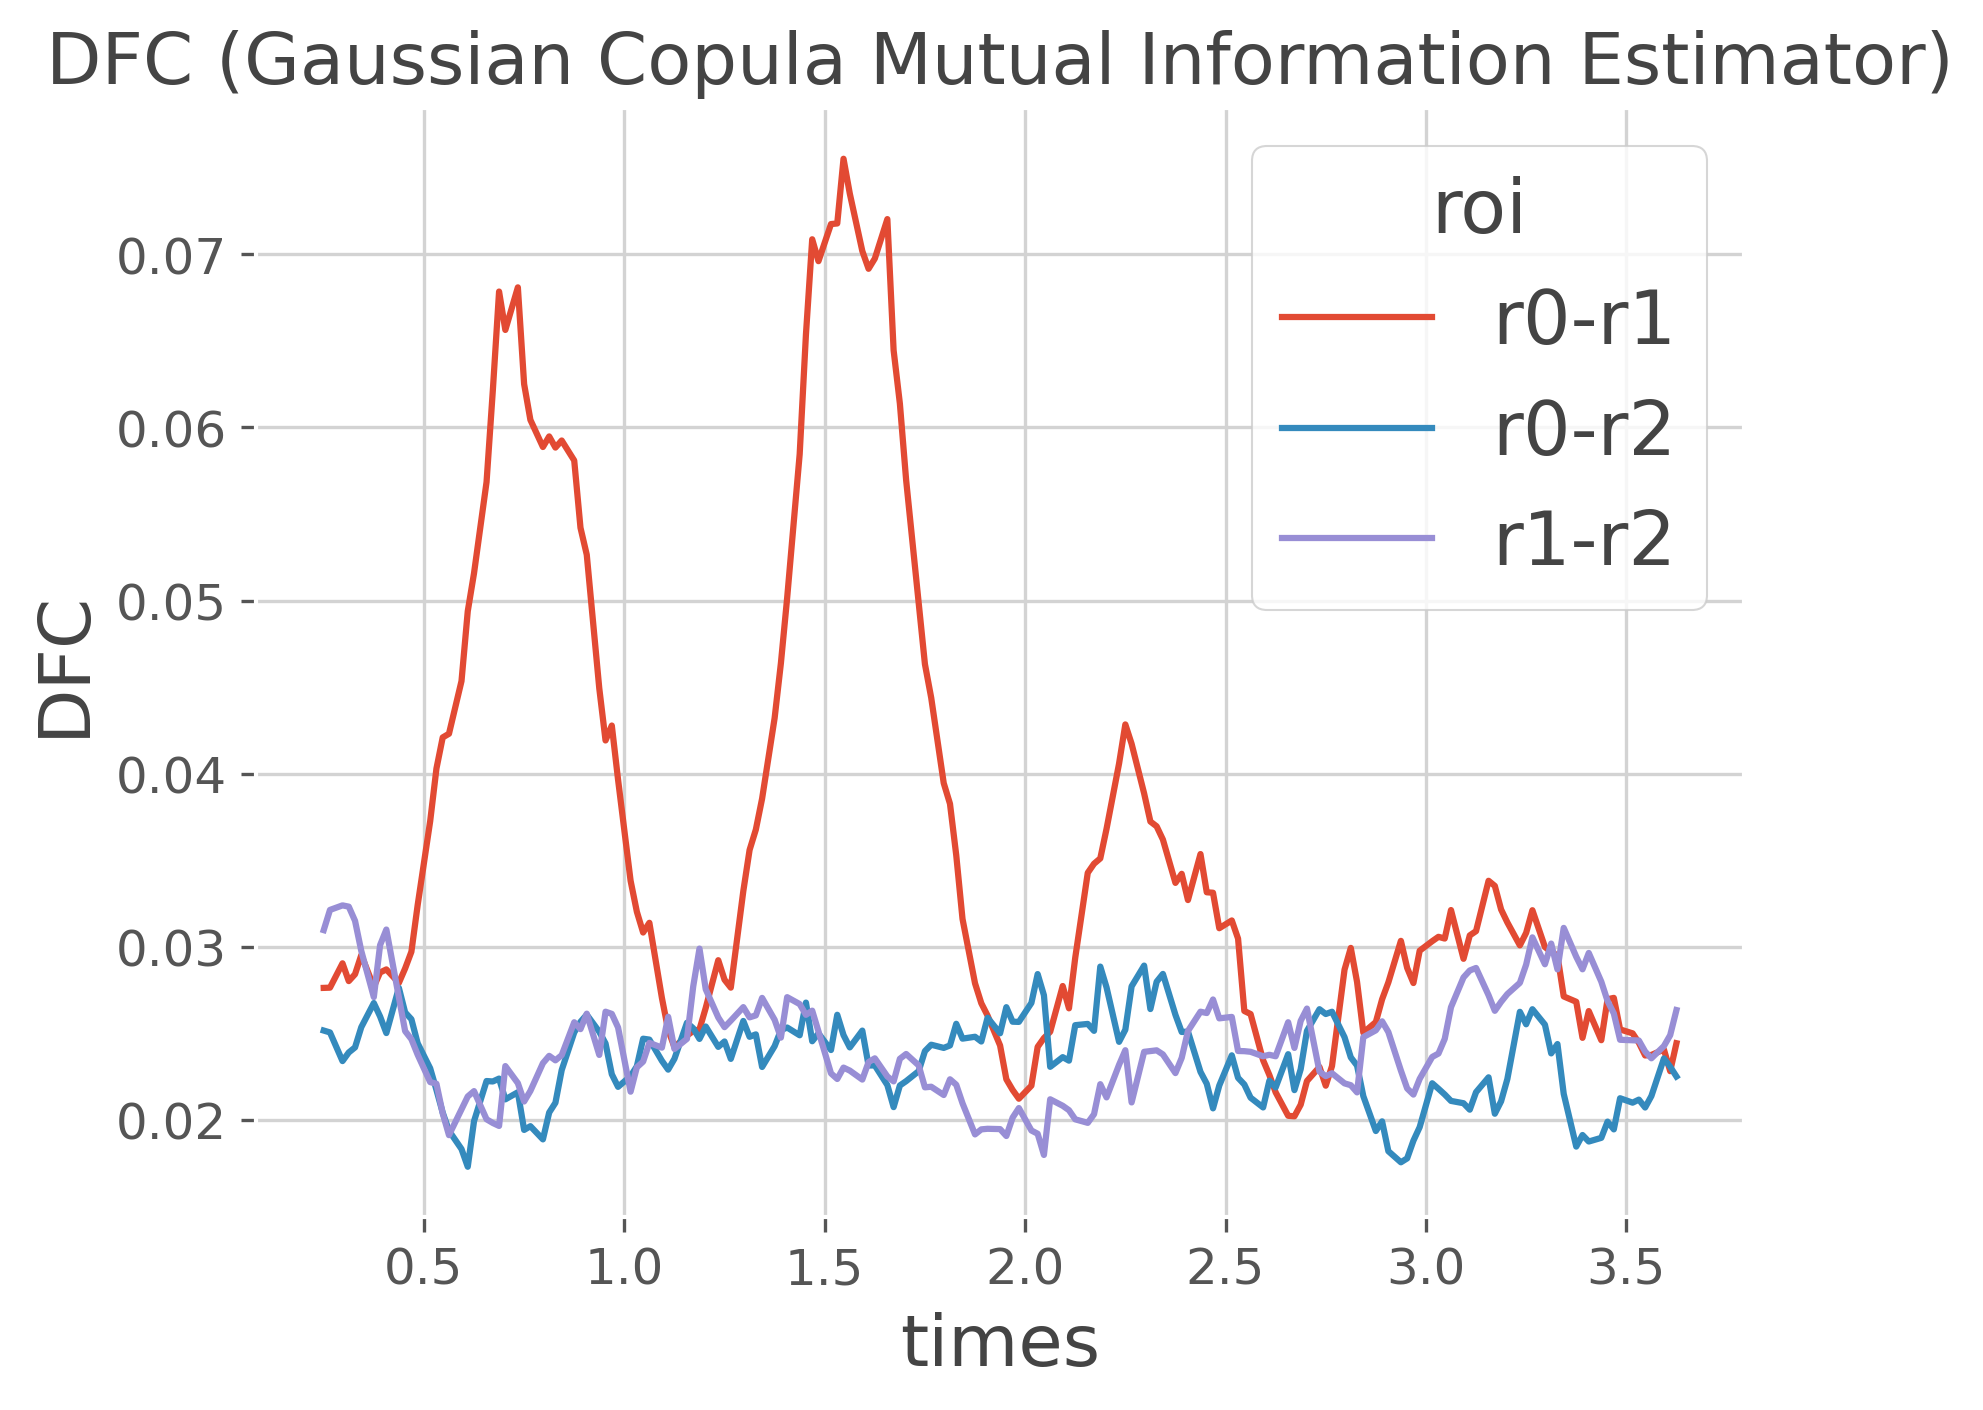 DFC (Gaussian Copula Mutual Information Estimator)
roi
r0-r1
r0-r2
r1-r2
DFC
0.07
0.06
0.05
0.04
0.03
0.02
0.5 1.0 1.5 2.0 2.5 3.0 3.5
times